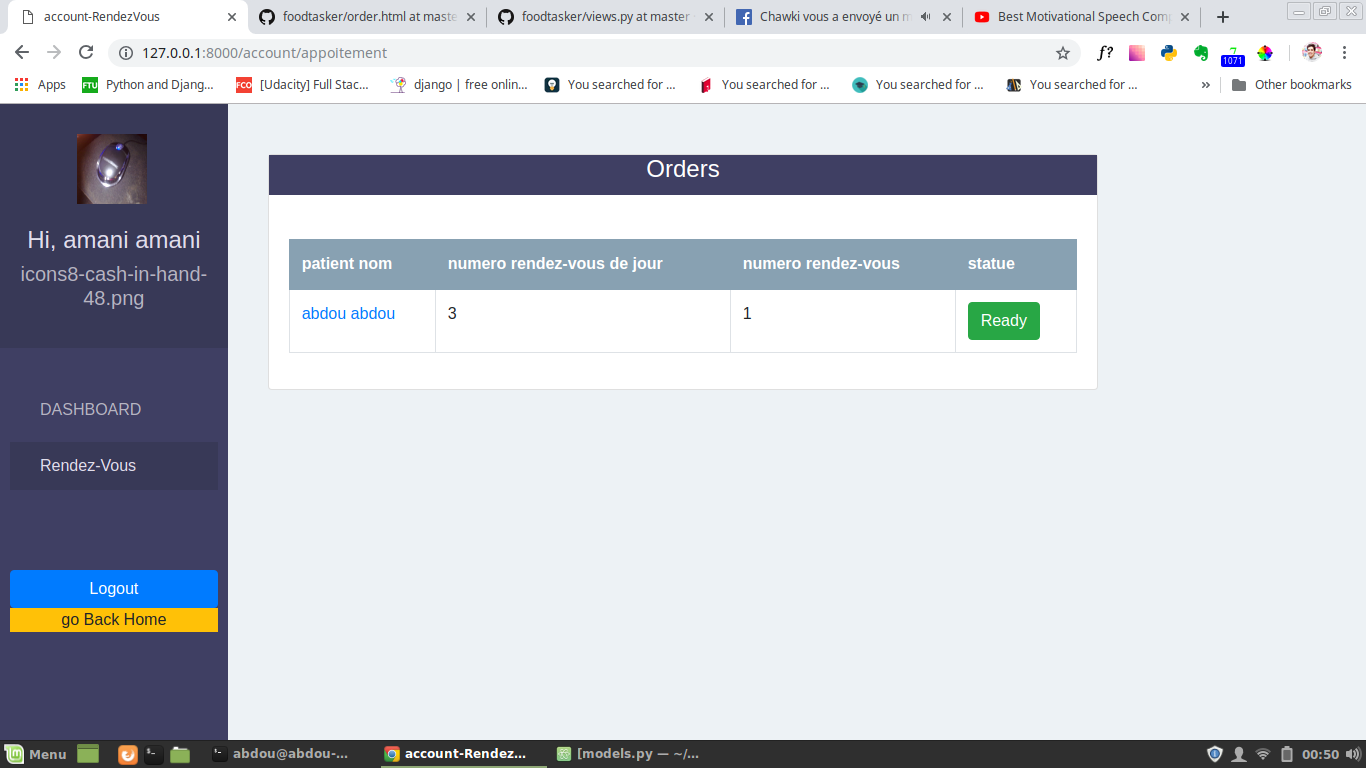 account-RendezVous
foodtasker/order.html at maste
foodtasker/views.py at master
Chawki vous a envoyé un m
Best Motivational Speech Comp
127.0.0.1:8000/account/appoitement
f?
7
1071
Apps
FTU Python and Djang...
FCO [Udacity] Full Stac...
django | free onlin...
You searched for ...
You searched for ...
You searched for ...
You searched for ...
»
Other bookmarks
Hi, amani amani
icons8-cash-in-hand-
48.png
DASHBOARD
Rendez-Vous
Logout
go Back Home
Orders
patient nom numero rendez-vous de jour numero rendez-vous statue
abdou abdou 3 1 Ready
Menu
abdou@abdou-...
account-Rendez...
[models.py — ~/...
00:50